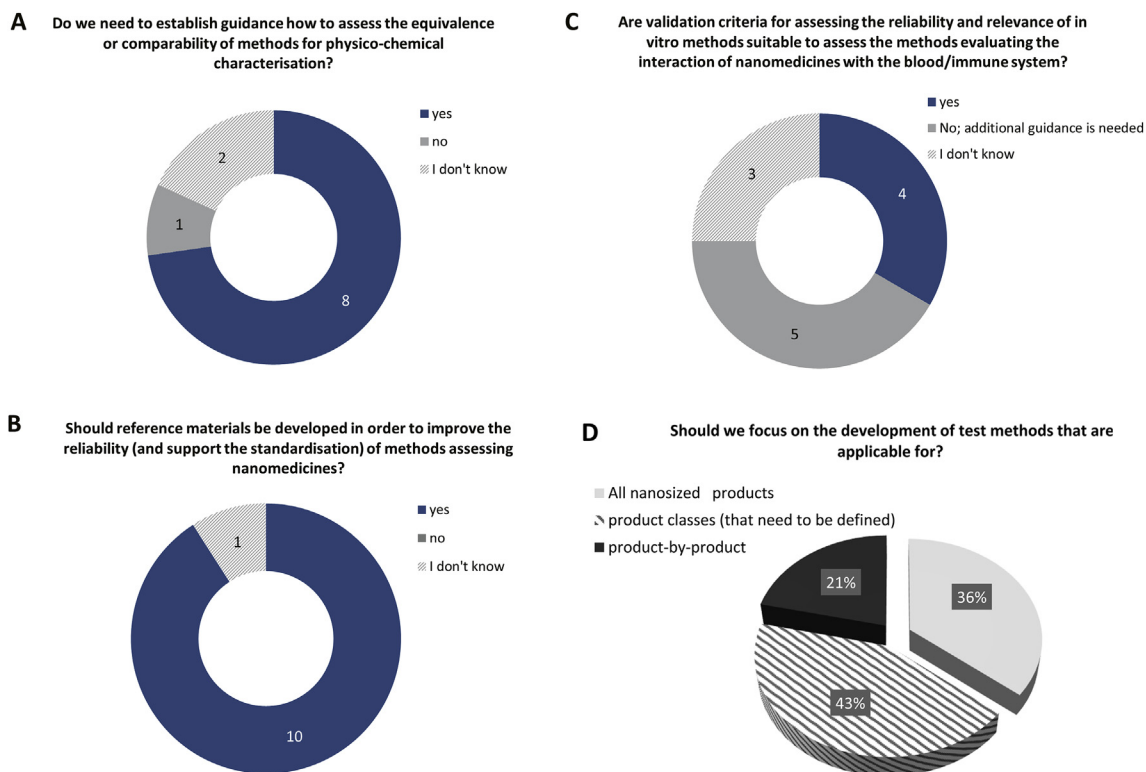 A
Do we need to establish guidance how to assess the equivalence
or comparability of methods for physico-chemical
characterisation?
yes
no
I don't know
2
1
8
C
Are validation criteria for assessing the reliability and relevance of in
vitro methods suitable to assess the methods evaluating the
interaction of nanomedicines with the blood/immune system?
yes
No; additional guidance is needed
I don't know
3
4
5
B
Should reference materials be developed in order to improve the
reliability (and support the standardisation) of methods assessing
nanomedicines?
yes
no
I don't know
1
10
D
Should we focus on the development of test methods that are
applicable for?
All nanosized products
product classes (that need to be defined)
product-by-product
21%
36%
43%